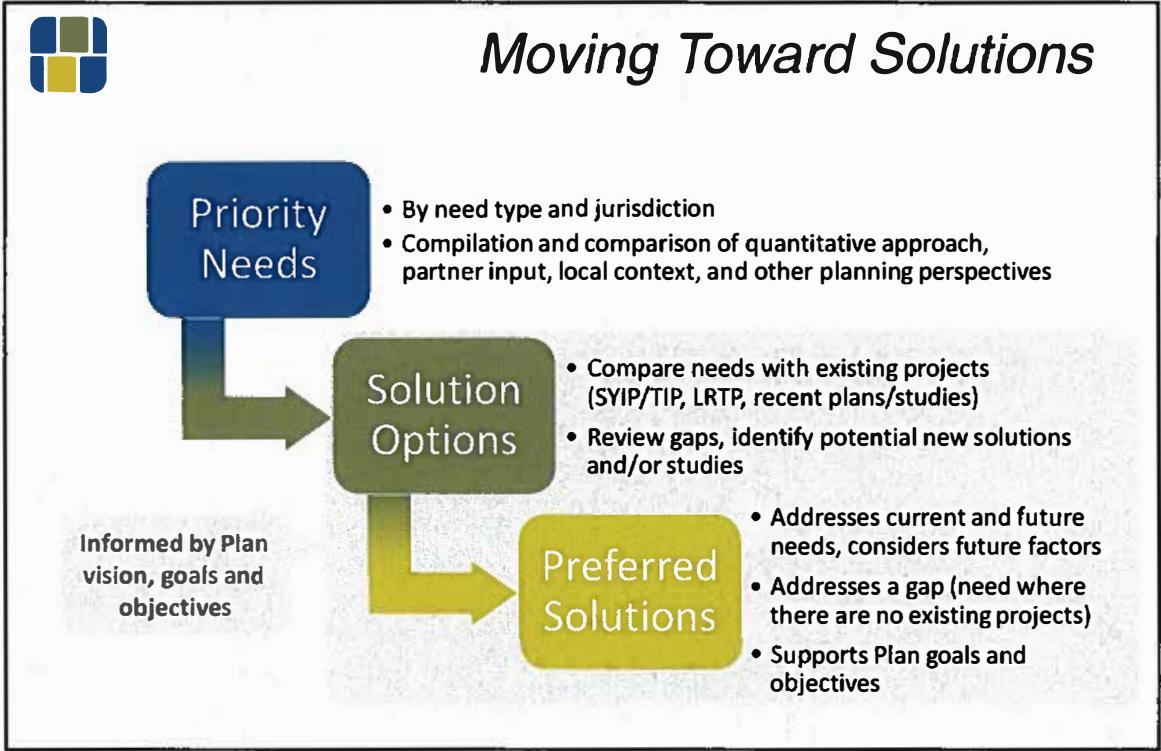 Moving Toward Solutions
Priority
Needs
• By need type and jurisdiction
• Compilation and comparison of quantitative approach,
partner input, local context, and other planning perspectives
Solution
Options
• Compare needs with existing projects
(SYIP/TIP, LRTP, recent plans/studies)
• Review gaps, identify potential new solutions
and/or studies
Informed by Plan
vision, goals and
objectives
Preferred
Solutions
• Addresses current and future
needs, considers future factors
• Addresses a gap (need where
there are no existing projects)
• Supports Plan goals and
objectives